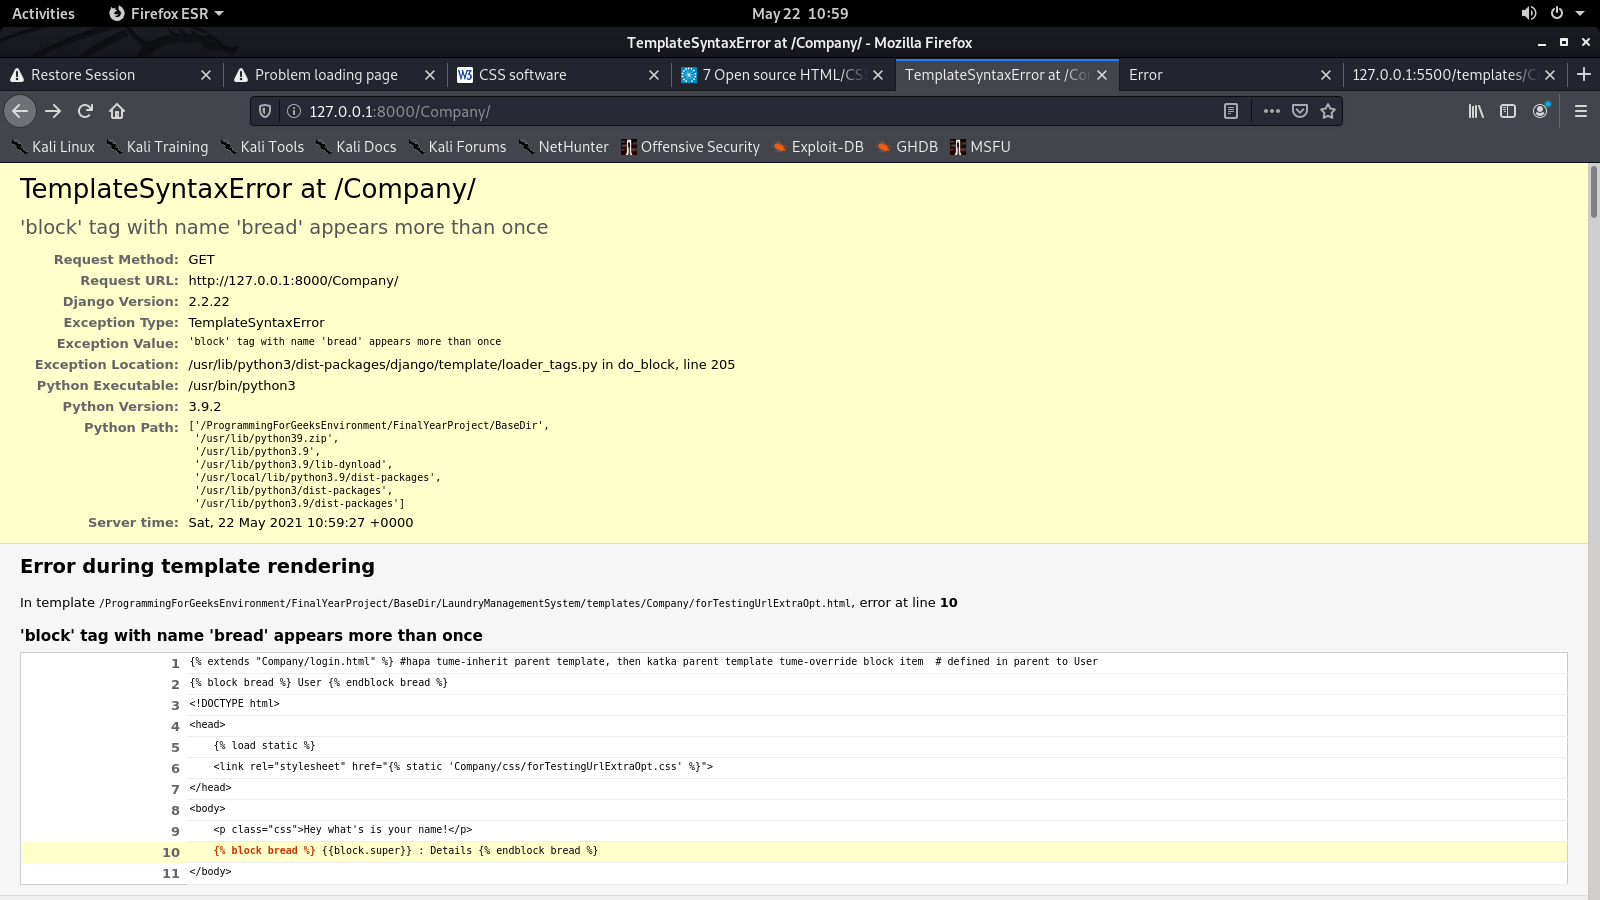 Activities
Firefox ESR
May 22 10:59
TemplateSyntaxError at /Company/ - Mozilla Firefox
Restore Session
Problem loading page
CSS software
7 Open source HTML/CS
TemplateSyntaxError at /Co
Error
127.0.0.1:5500/templates/C
127.0.0.1:8000/Company/
Kali Linux
Kali Training
Kali Tools
Kali Docs
Kali Forums
NetHunter
Offensive Security
Exploit-DB
GHDB
MSFU
TemplateSyntaxError at /Company/
'block' tag with name 'bread' appears more than once
Request Method: GET
Request URL: http://127.0.0.1:8000/Company/
Django Version: 2.2.22
Exception Type: TemplateSyntaxError
Exception Value: 'block' tag with name 'bread' appears more than once
Exception Location: /usr/lib/python3/dist-packages/django/template/loader_tags.py in do_block, line 205
Python Executable: /usr/bin/python3
Python Version: 3.9.2
Python Path: ['/ProgrammingForGeeksEnvironment/FinalYearProject/BaseDir',
'/usr/lib/python39.zip',
'/usr/lib/python3.9',
'/usr/lib/python3.9/lib-dynload',
'/usr/local/lib/python3.9/dist-packages',
'/usr/lib/python3/dist-packages',
'/usr/lib/python3.9/dist-packages']
Server time: Sat, 22 May 2021 10:59:27 +0000
Error during template rendering
In template /ProgrammingForGeeksEnvironment/FinalYearProject/BaseDir/LaundryManagementSystem/templates/Company/forTestingUrlExtraOpt.html, error at line 10
'block' tag with name 'bread' appears more than once
1 {% extends "Company/login.html" %} #hapa tume-inherit parent template, then katka parent template tume-override block item  # defined in parent to User
2 {% block bread %} User {% endblock bread %}
3 <!DOCTYPE html>
4 <head>
5 {% load static %}
6 <link rel="stylesheet" href="{% static 'Company/css/forTestingUrlExtraOpt.css' %}">
7 </head>
8 <body>
9 <p class="css">Hey what's is your name!</p>
10 {% block bread %} {{block.super}} : Details {% endblock bread %}
11 </body>